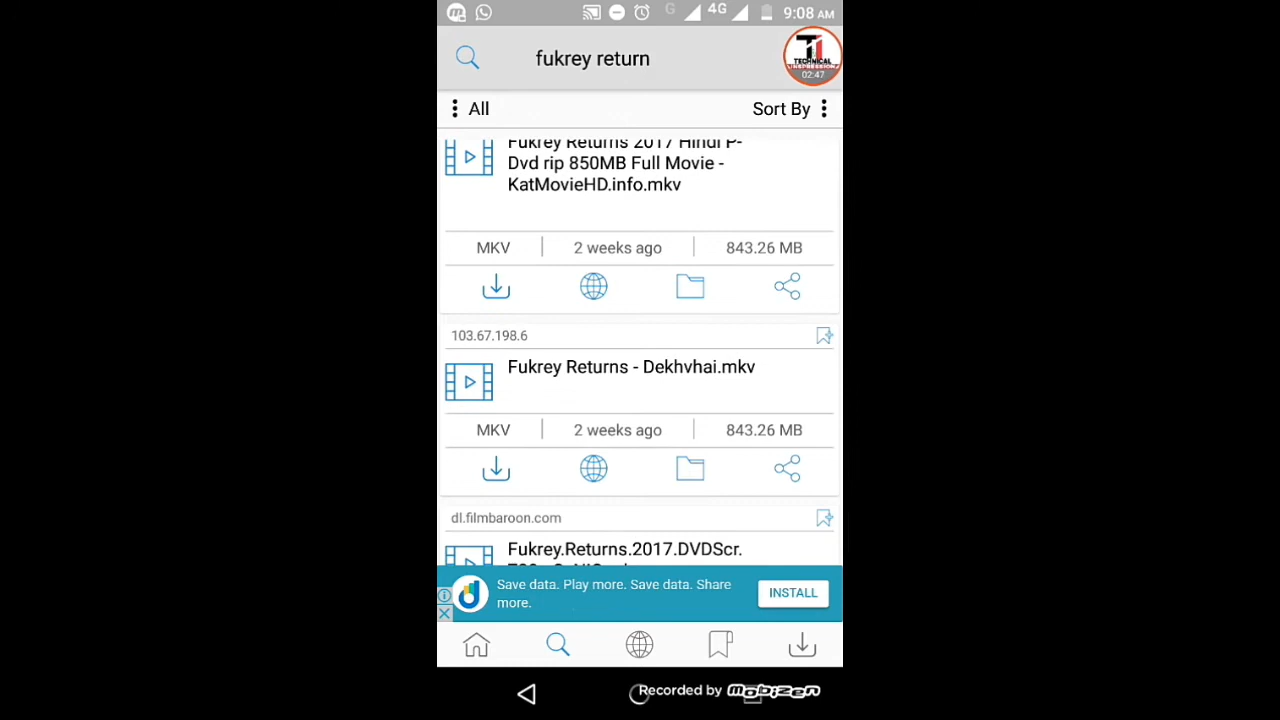 G 4G 9:08 AM
fukrey return
TECHNICAL
02:47
All Sort By
Fukrey Returns 2017 Hindi P-
Dvd rip 850MB Full Movie -
KatMovieHD.info.mkv
MKV 2 weeks ago 843.26 MB
103.67.198.6
Fukrey Returns - Dekhvhai.mkv
MKV 2 weeks ago 843.26 MB
dl.filmbaroon.com
Fukrey.Returns.2017.DVDScr.
Save data. Play more. Save data. Share
more.
INSTALL
Recorded by mobizen